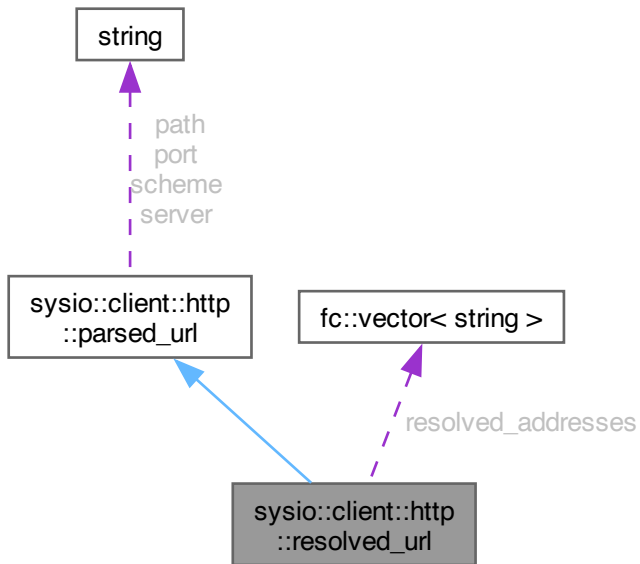 string
path
port
scheme
server
sysio::client::http
::parsed_url
fc::vector< string >
resolved_addresses
sysio::client::http
::resolved_url